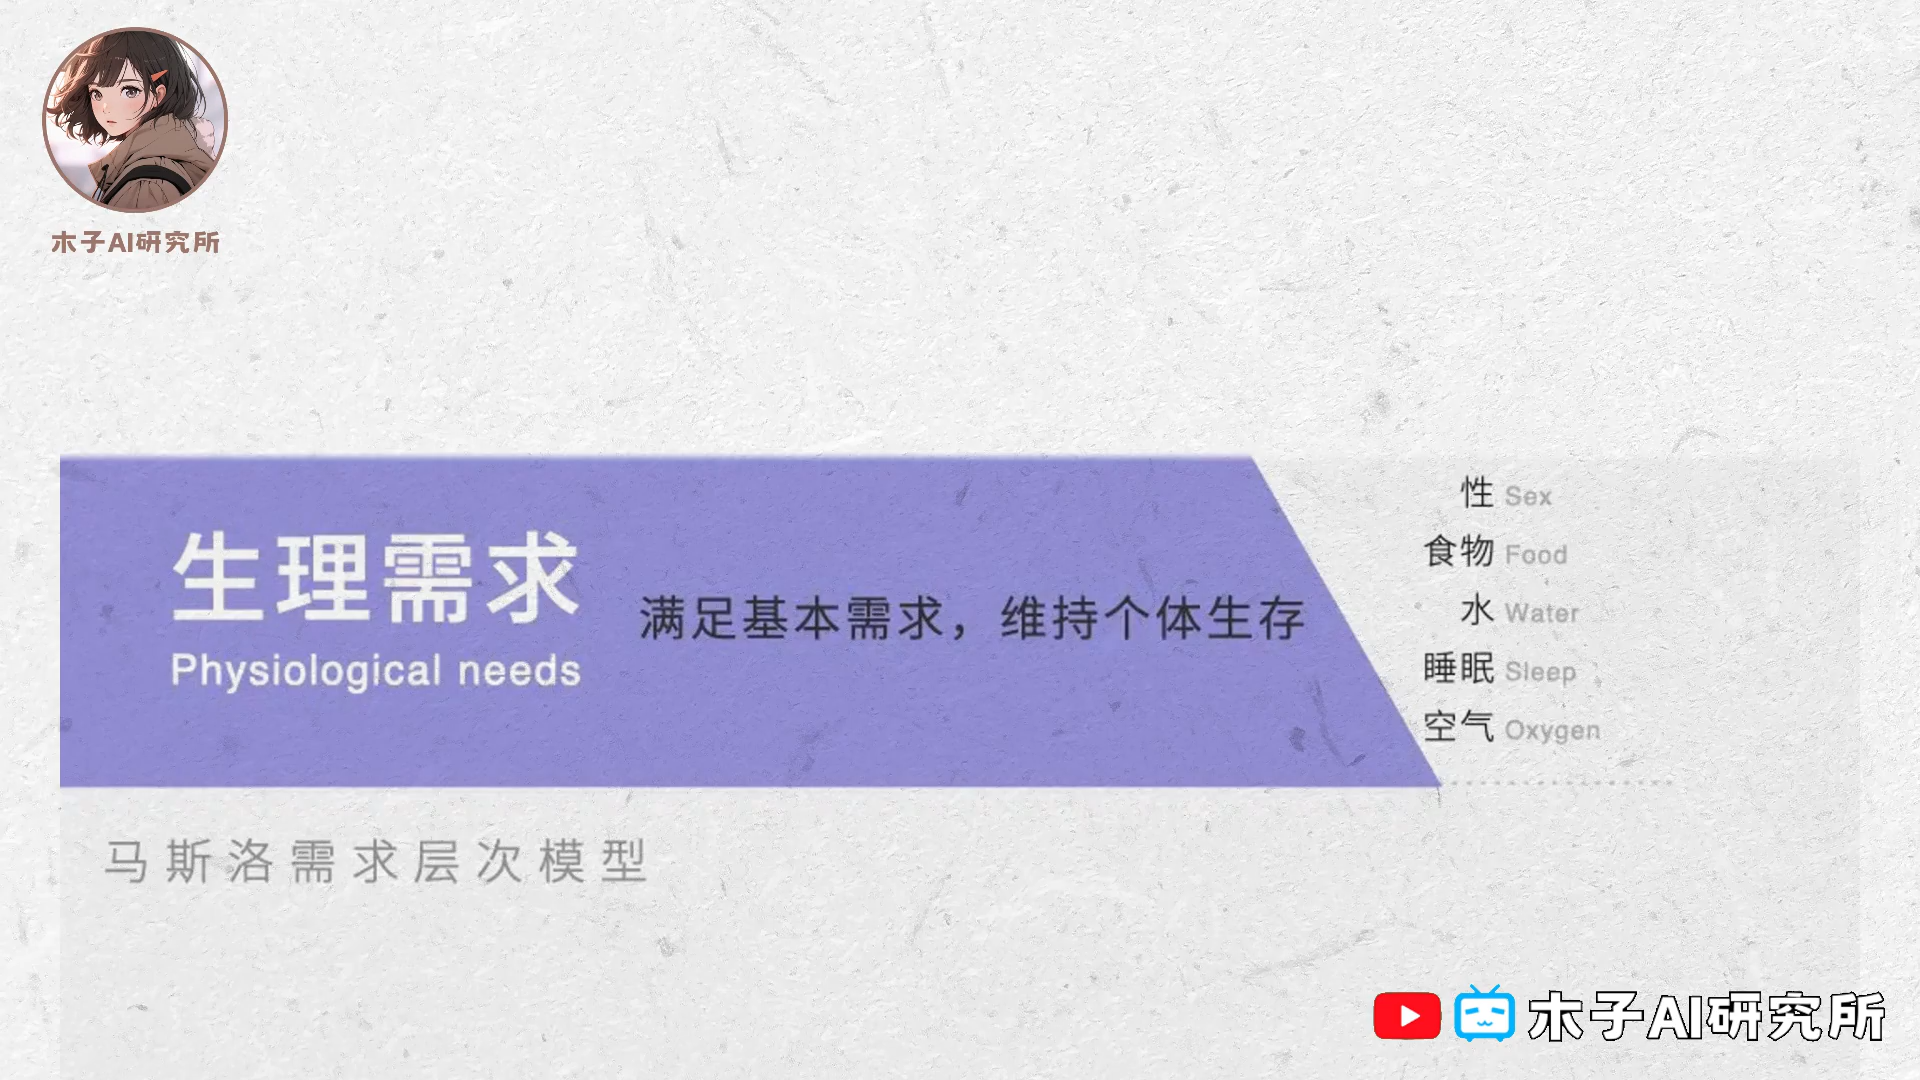 木子AI研究所
生理需求
Physiological needs
满足基本需求，维持个体生存
性 Sex
食物 Food
水 Water
睡眠 Sleep
空气 Oxygen
马斯洛需求层次模型
木子AI研究所